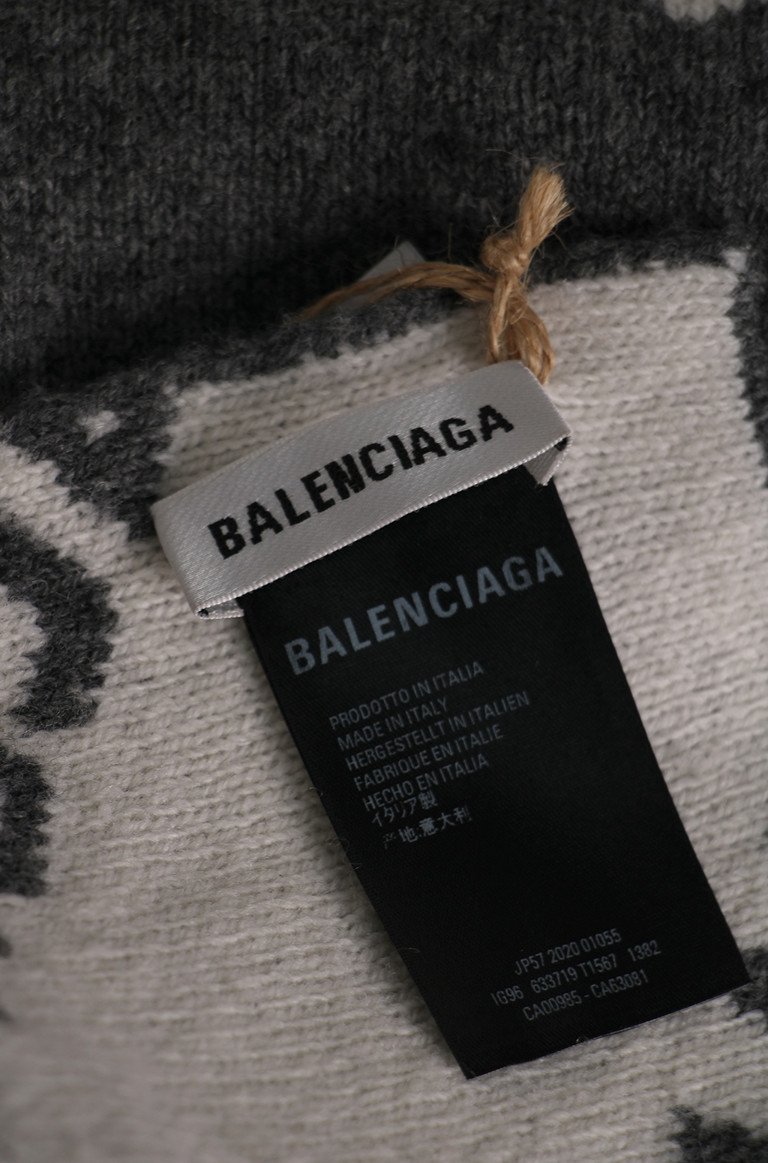 BALENCIAGA
BALENCIAGA
PRODOTTO IN ITALIA
MADE IN ITALY
HERGESTELLT IN ITALIEN
FABRIQUE EN ITALIE
HECHO EN ITALIA
イタリア製
地:意大利
JP57 2020 01055
IG96 633719 T1567 1382
CA00985 - CA63081